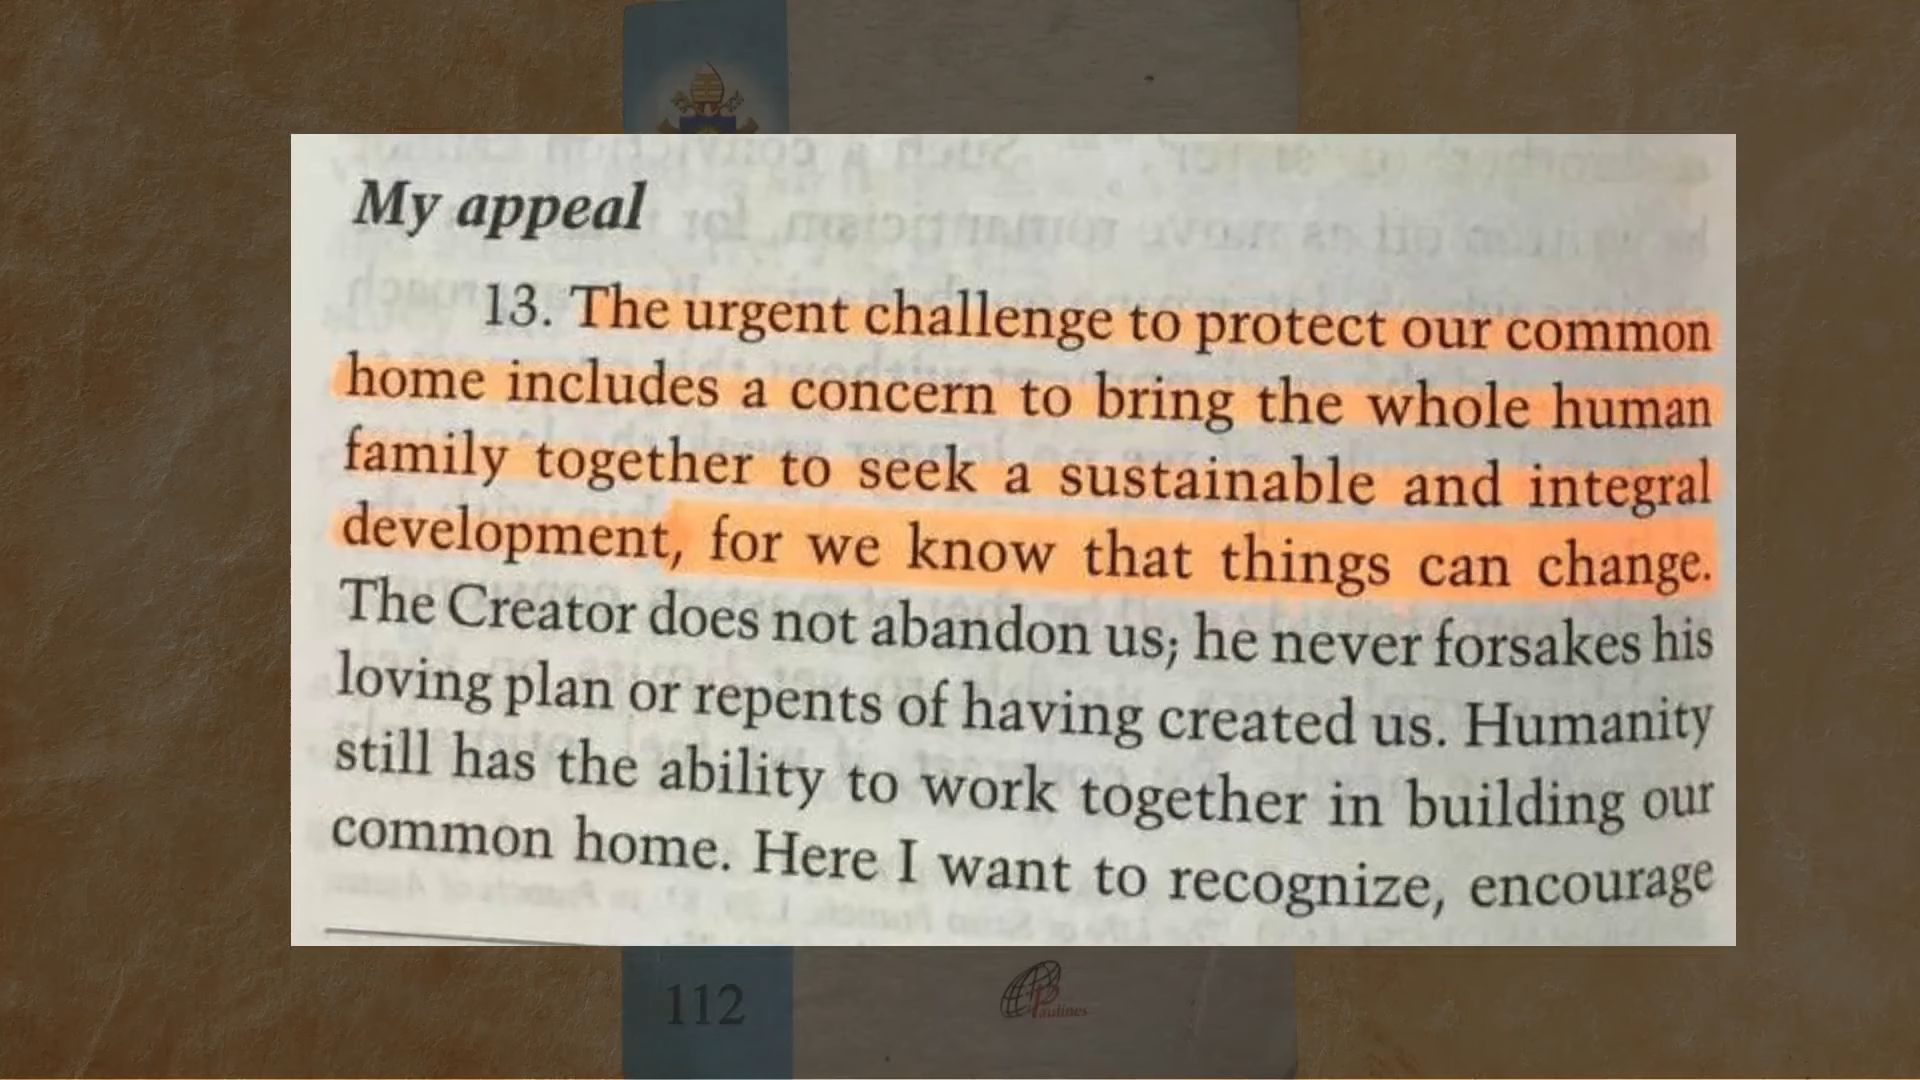 My appeal
13. The urgent challenge to protect our common
home includes a concern to bring the whole human
family together to seek a sustainable and integral
development, for we know that things can change.
The Creator does not abandon us; he never forsakes his
loving plan or repents of having created us. Humanity
still has the ability to work together in building our
common home. Here I want to recognize, encourage
112
Paulines